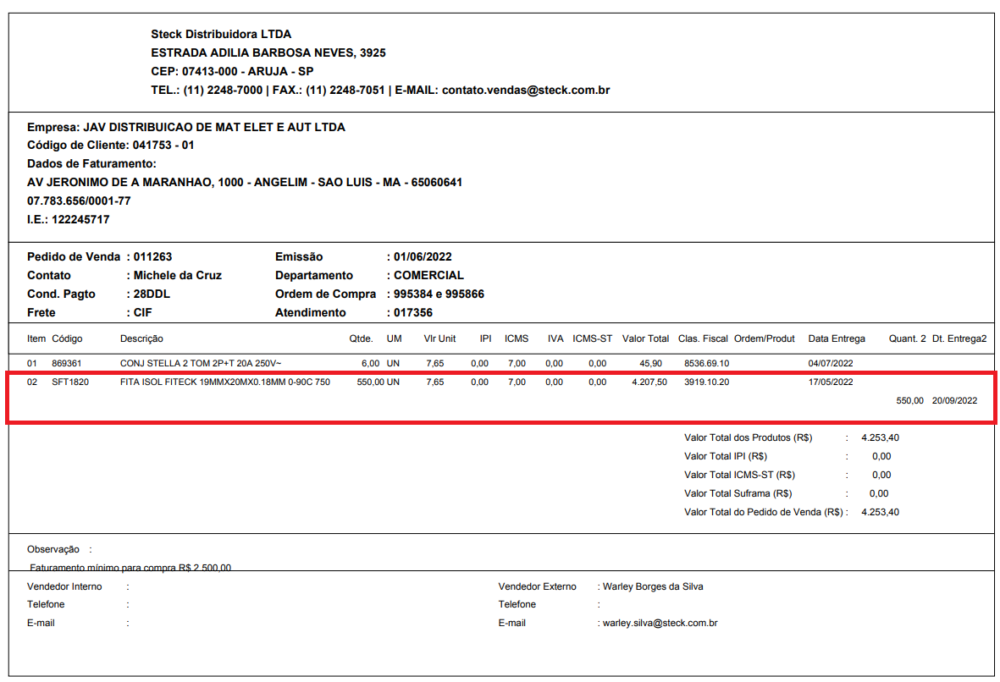 Steck Distribuidora LTDA
ESTRADA ADILIA BARBOSA NEVES, 3925
CEP: 07413-000 - ARUJA - SP
TEL.: (11) 2248-7000 | FAX.: (11) 2248-7051 | E-MAIL: contato.vendas@steck.com.br
Empresa: JAV DISTRIBUICAO DE MAT ELET E AUT LTDA
Código de Cliente: 041753 - 01
Dados de Faturamento:
AV JERONIMO DE A MARANHAO, 1000 - ANGELIM - SAO LUIS - MA - 65060641
07.783.656/0001-77
I.E.: 122245717
Pedido de Venda : 011263 Emissão : 01/06/2022
Contato : Michele da Cruz Departamento : COMERCIAL
Cond. Pagto : 28DDL Ordem de Compra : 995384 e 995866
Frete : CIF Atendimento : 017356
Item Código Descrição Qtde. UM Vlr Unit IPI ICMS IVA ICMS-ST Valor Total Clas. Fiscal Ordem/Produt Data Entrega Quant. 2 Dt. Entrega2
01 869361 CONJ STELLA 2 TOM 2P+T 20A 250V~ 6,00 UN 7,65 0,00 7,00 0,00 0,00 45,90 8536.69.10 04/07/2022
02 SFT1820 FITA ISOL FITECK 19MMX20MX0.18MM 0-90C 750 550,00 UN 7,65 0,00 7,00 0,00 0,00 4.207,50 3919.10.20 17/05/2022
550,00 20/09/2022
Valor Total dos Produtos (R$) : 4.253,40
Valor Total IPI (R$) : 0,00
Valor Total ICMS-ST (R$) : 0,00
Valor Total Suframa (R$) : 0,00
Valor Total do Pedido de Venda (R$) : 4.253,40
Observação :
Faturamento mínimo para compra R$ 2.500,00
Vendedor Interno : Vendedor Externo : Warley Borges da Silva
Telefone : Telefone :
E-mail : E-mail : warley.silva@steck.com.br